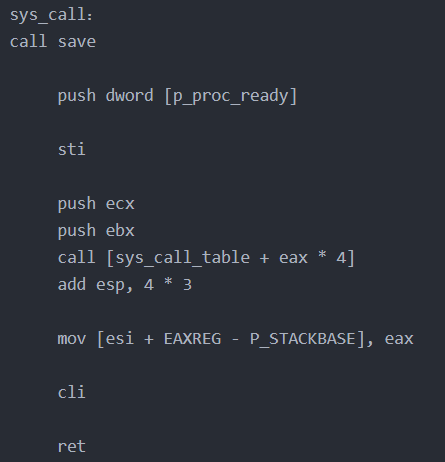 sys_call：
call save
push dword [p_proc_ready]
sti
push ecx
push ebx
call [sys_call_table + eax * 4]
add esp, 4 * 3
mov [esi + EAXREG - P_STACKBASE], eax
cli
ret